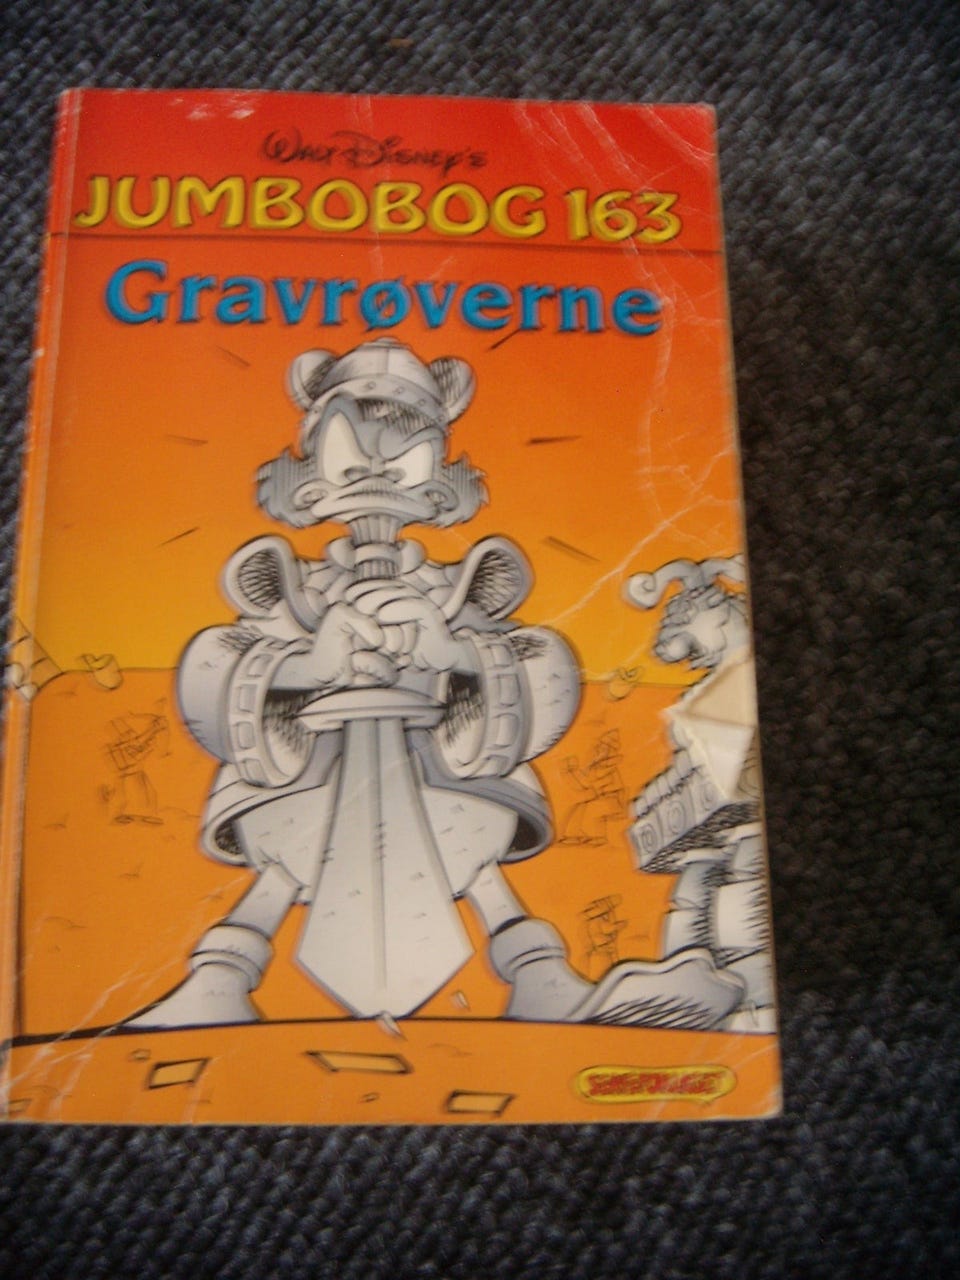 Walt Disney's
JUMBOBOG 163
Gravrøverne